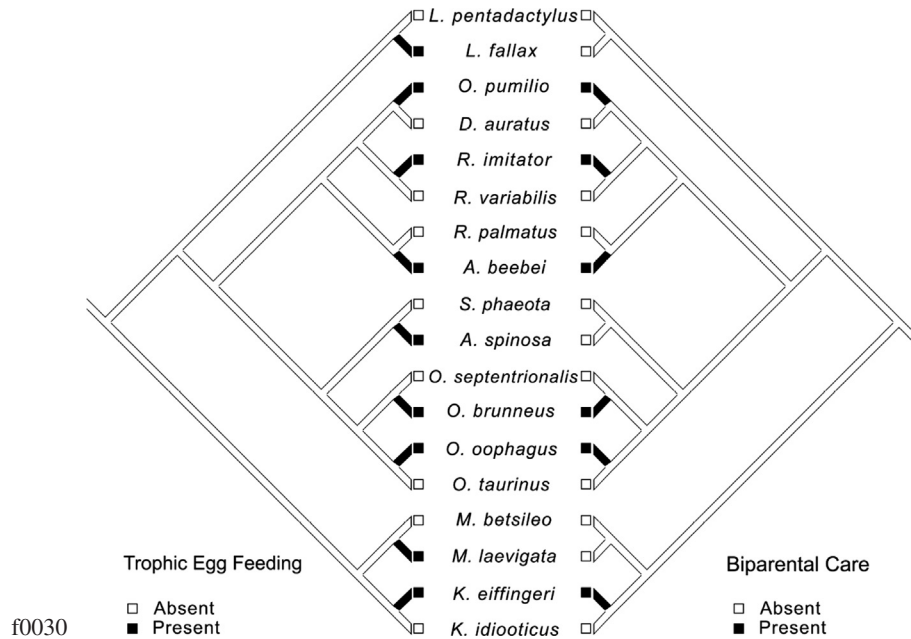 L. pentadactylus
L. fallax
O. pumilio
D. auratus
R. imitator
R. variabilis
R. palmatus
A. beebei
S. phaeota
A. spinosa
O. septentrionalis
O. brunneus
O. oophagus
O. taurinus
M. betsileo
M. laevigata
K. eiffingeri
K. idiooticus
Trophic Egg Feeding
Absent
Present
Biparental Care
Absent
Present
f0030